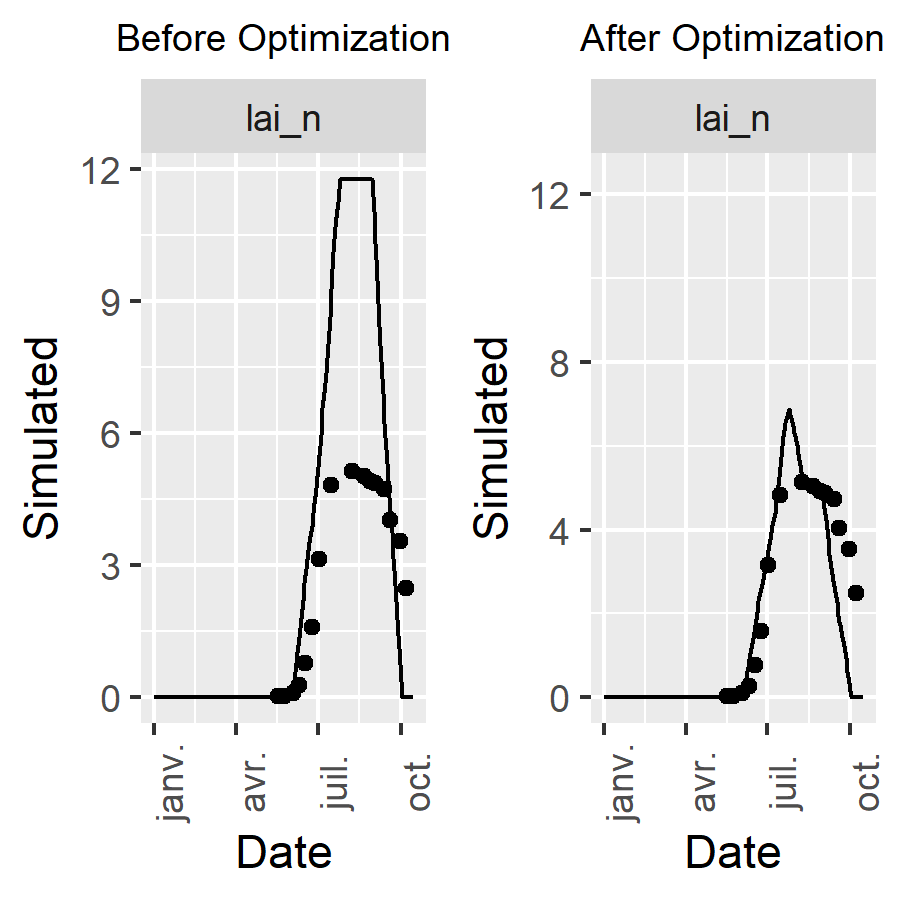 Before Optimization
lai_n
12
9
6
3
0
Simulated
janv.
avr.
juil.
oct.
Date
After Optimization
lai_n
12
8
4
0
Simulated
janv.
avr.
juil.
oct.
Date